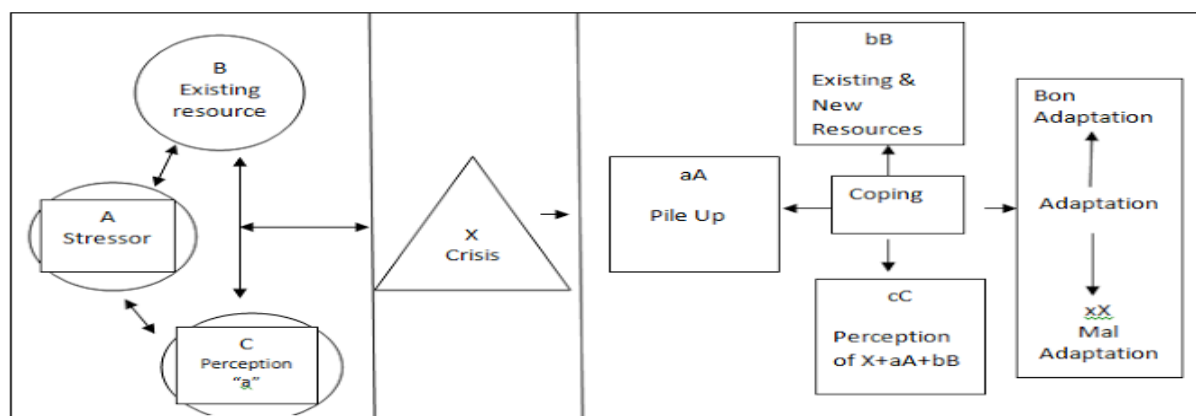 B
Existing
resource
A
Stressor
C
Perception
“a”
X
Crisis
aA
Pile Up
bB
Existing &
New
Resources
Coping
cC
Perception
of X+aA+bB
Bon
Adaptation
Adaptation
xX
Mal
Adaptation